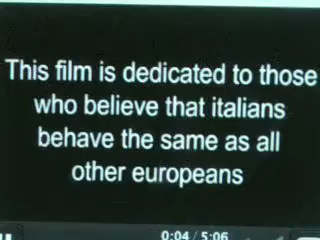 This film is dedicated to those
who believe that italians
behave the same as all
other europeans
0:04 / 5:06